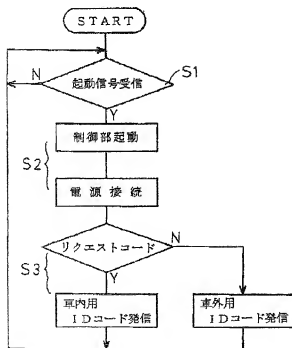 START
N
起動信号受信
S1
Y
制御部起動
S2
電源接続
リクエストコード
N
S3
Y
車内用
IDコード発信
車外用
IDコード発信